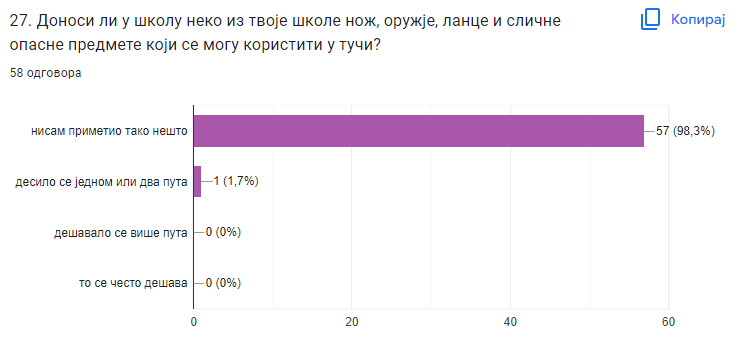 27. Доноси ли у школу неко из твоје школе нож, оружје, ланце и сличне
опасне предмете који се могу користити у тучи?
Копирај
58 одговора
нисам приметио тако нешто
57 (98,3%)
десило се једном или два пута
1 (1,7%)
дешавало се више пута
0 (0%)
то се често дешава
0 (0%)
0
20
40
60